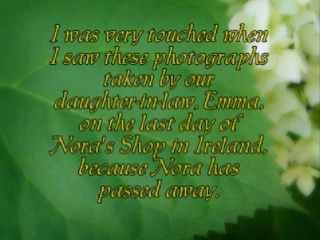 I was very touched when
I saw these photographs
taken by our
daughter-in-law, Emma,
on the last day of
Nora's Shop in Ireland,
because Nora has
passed away.